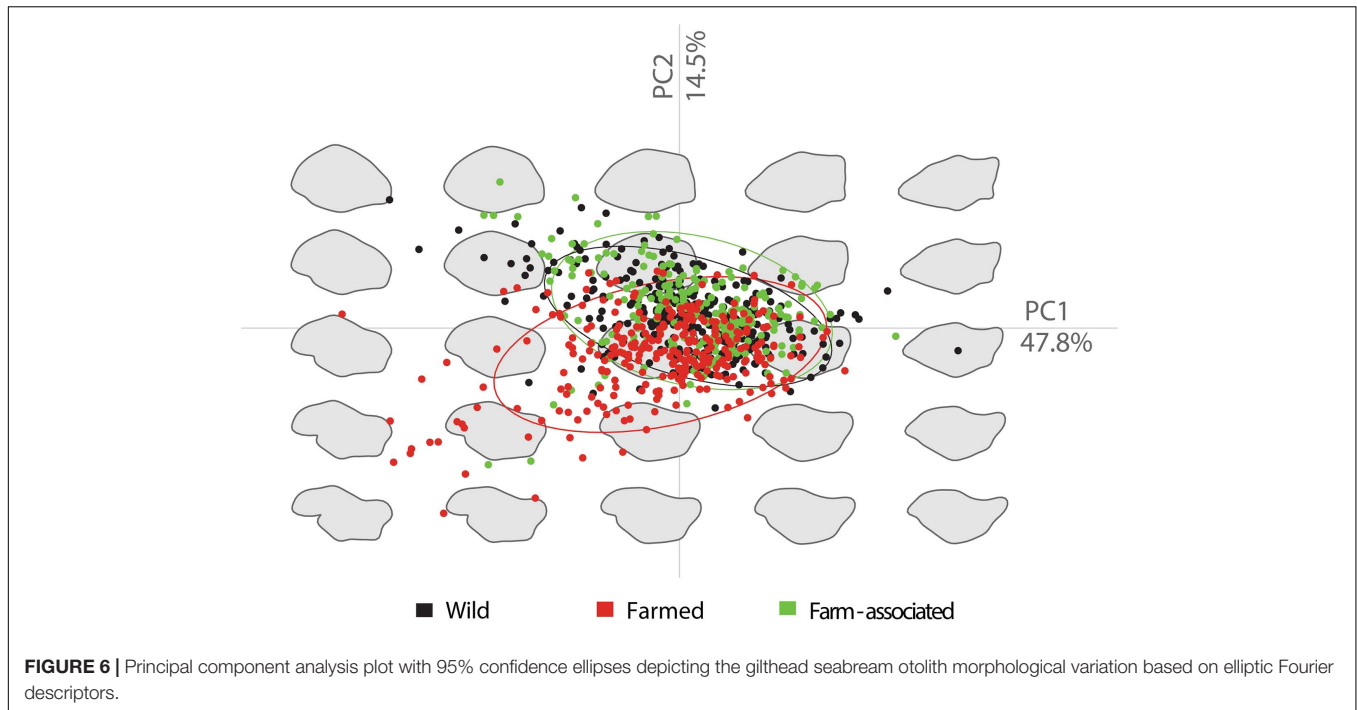 PC2
14.5%
PC1
47.8%
Wild Farmed Farm-associated
FIGURE 6 | Principal component analysis plot with 95% confidence ellipses depicting the gilthead seabream otolith morphological variation based on elliptic Fourier
descriptors.